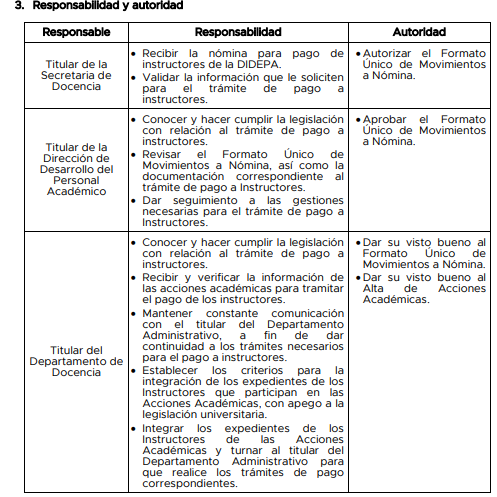 3. Responsabilidad y autoridad
Responsable
Responsabilidad
Autoridad
Titular de la
Secretaria de
Docencia
• Recibir la nómina para pago de
instructores de la DIDEPA.
• Validar la información que le soliciten
para el trámite de pago a
instructores.
• Autorizar el Formato
Único de Movimientos
a Nómina.
Titular de la
Dirección de
Desarrollo del
Personal
Académico
• Conocer y hacer cumplir la legislación
con relación al trámite de pago a
instructores.
• Revisar el Formato Único de
Movimientos a Nómina, así como la
documentación correspondiente al
trámite de pago a Instructores.
• Dar seguimiento a las gestiones
necesarias para el trámite de pago a
Instructores.
• Aprobar el Formato
Único de Movimientos
a Nómina.
Titular del
Departamento de
Docencia
• Conocer y hacer cumplir la legislación
con relación al trámite de pago a
instructores.
• Recibir y verificar la información de
las acciones académicas para tramitar
el pago de los instructores.
• Mantener constante comunicación
con el titular del Departamento
Administrativo, a fin de dar
continuidad a los trámites necesarios
para el pago a instructores.
• Establecer los criterios para la
integración de los expedientes de los
Instructores que participan en las
Acciones Académicas, con apego a la
legislación universitaria.
• Integrar los expedientes de los
Instructores de las Acciones
Académicas y turnar al titular del
Departamento Administrativo para
que realice los trámites de pago
correspondientes.
• Dar su visto bueno al
Formato Único de
Movimientos a Nómina.
• Dar su visto bueno al
Alta de Acciones
Académicas.